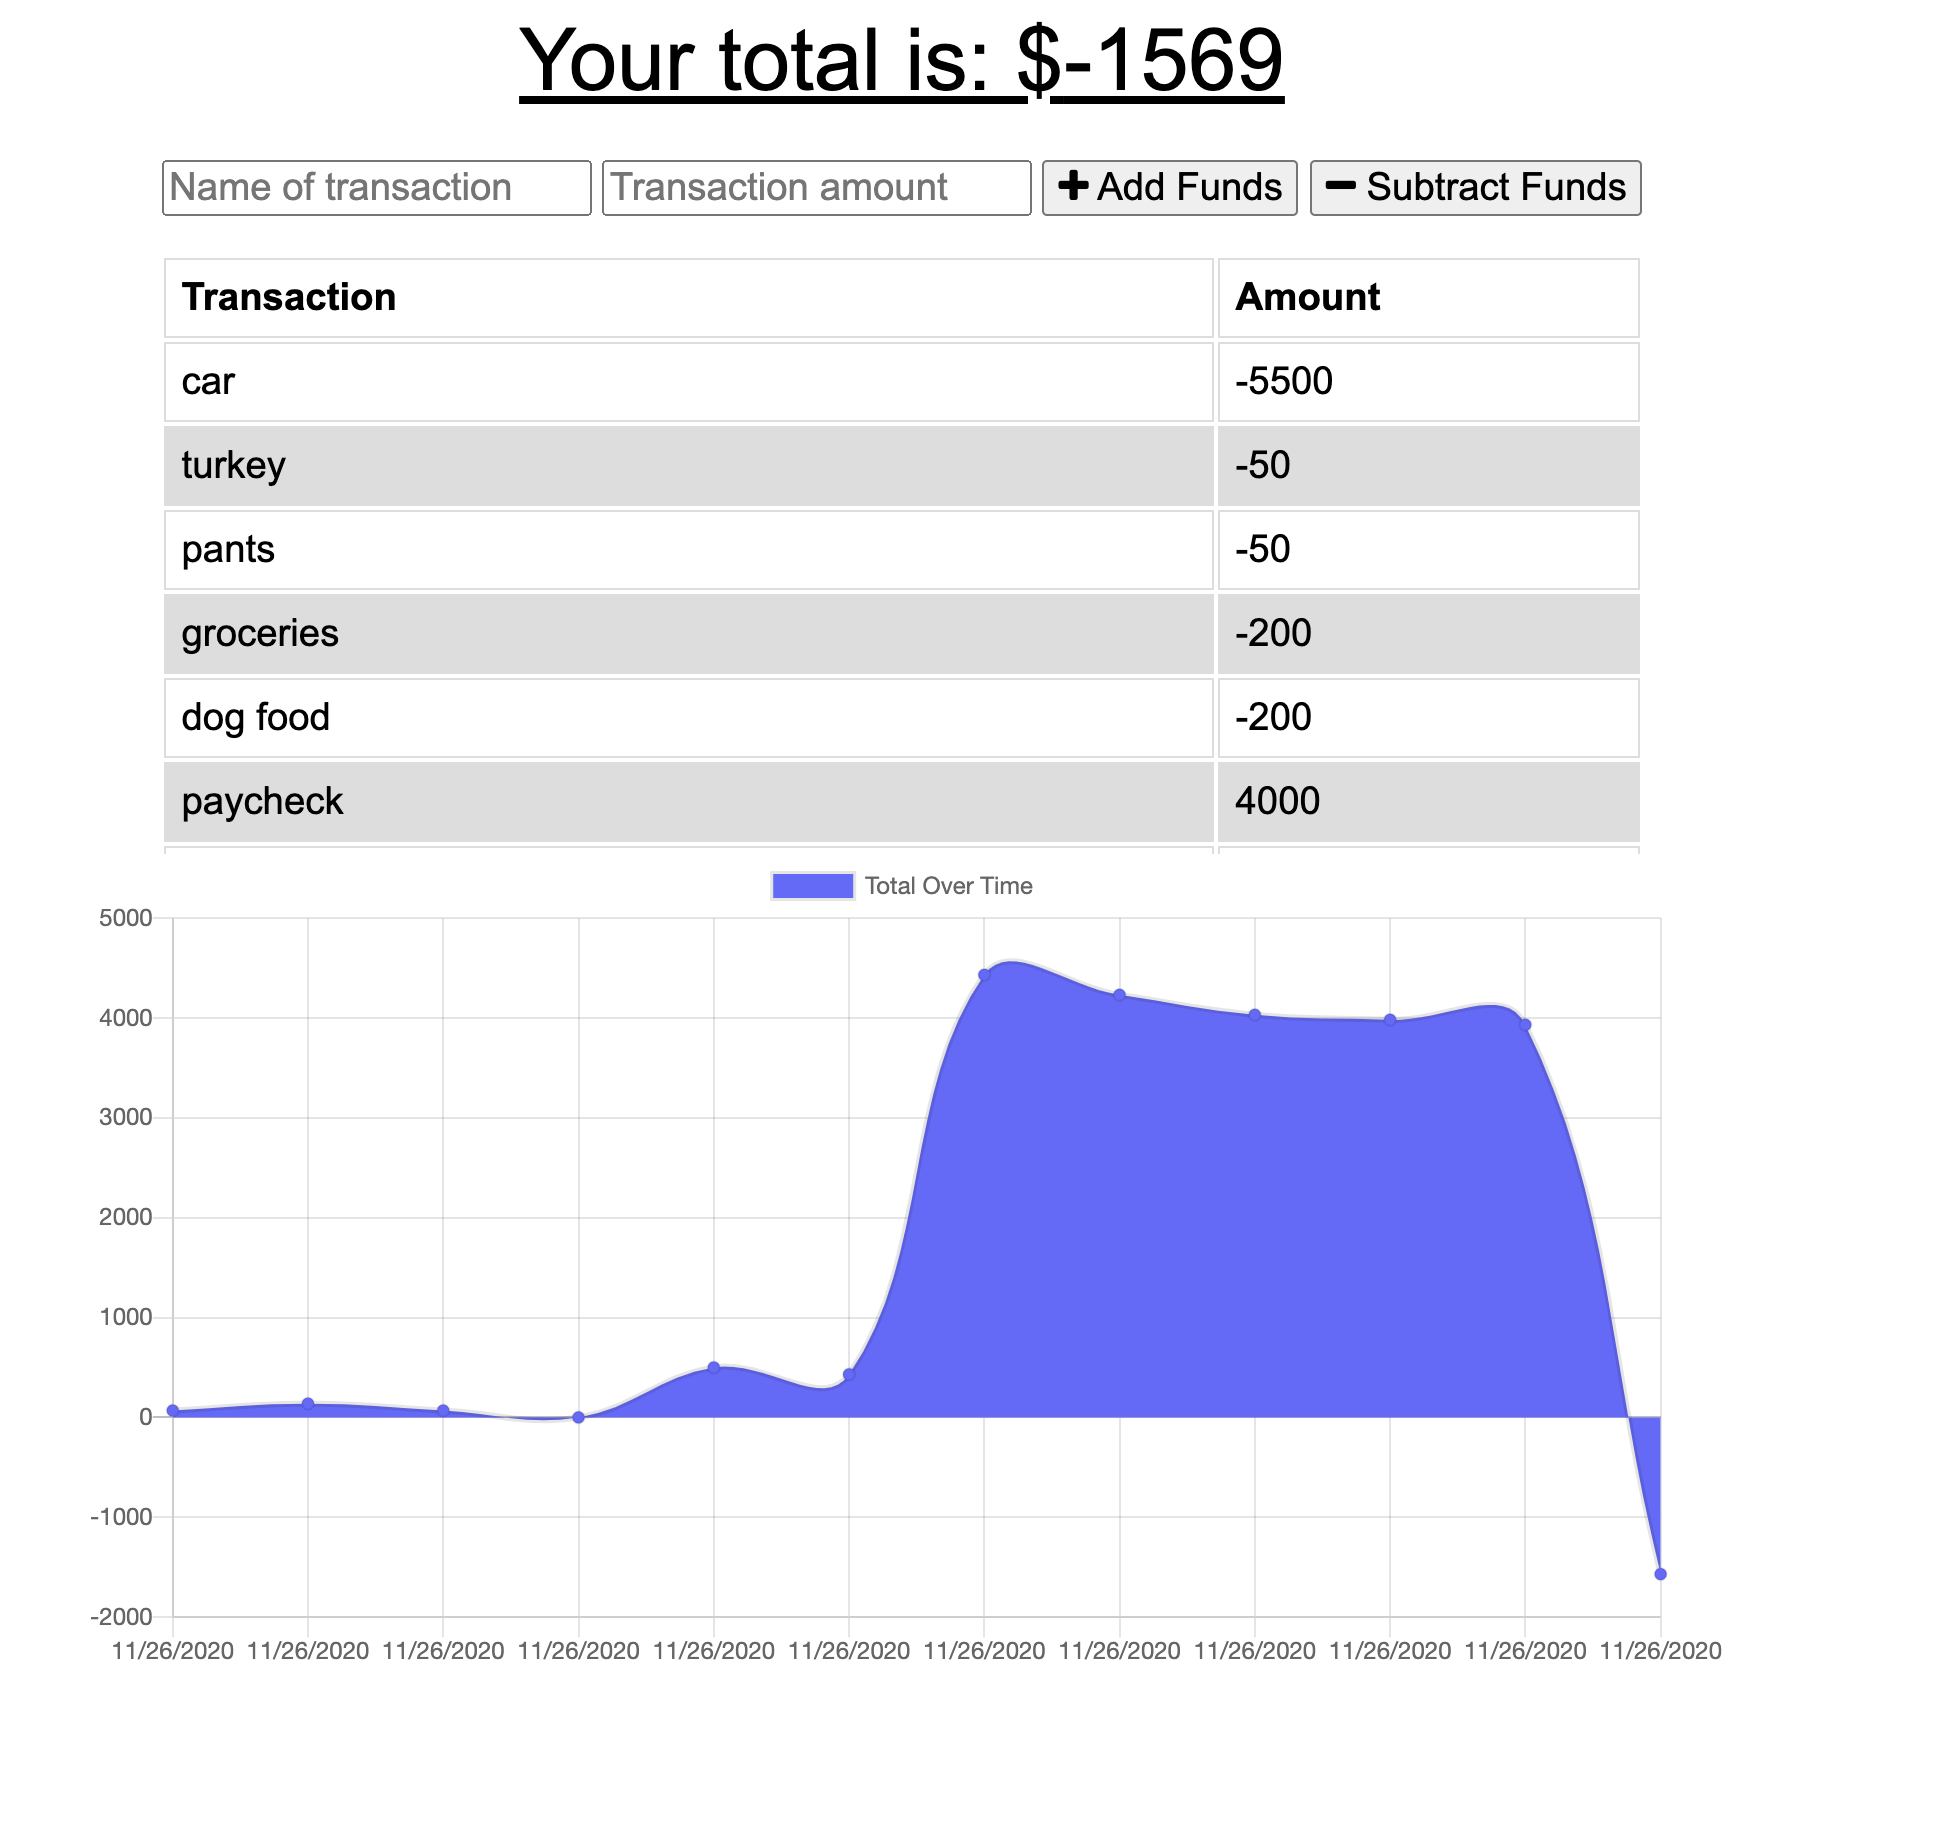 Your total is: $-1569
Name of transaction Transaction amount Add Funds Subtract Funds
Transaction Amount
car -5500
turkey -50
pants -50
groceries -200
dog food -200
paycheck 4000
Total Over Time
5000
4000
3000
2000
1000
0
-1000
-2000
11/26/2020 11/26/2020 11/26/2020 11/26/2020 11/26/2020 11/26/2020 11/26/2020 11/26/2020 11/26/2020 11/26/2020 11/26/2020 11/26/2020